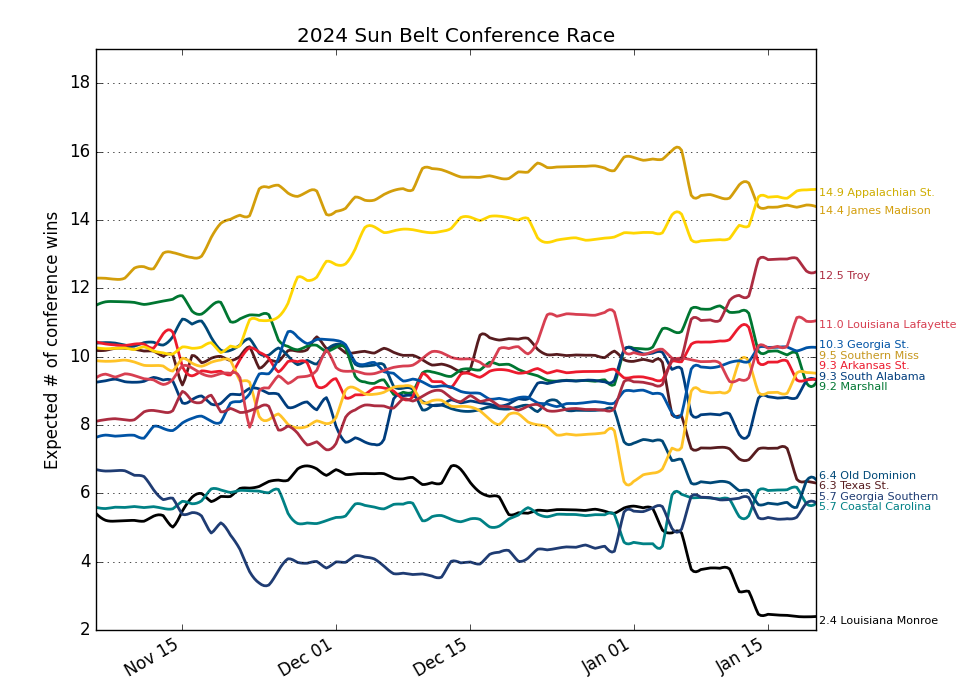 2024 Sun Belt Conference Race
Expected # of conference wins
18
16
14
12
10
8
6
4
2
Nov 15
Dec 01
Dec 15
Jan 01
Jan 15
14.9 Appalachian St.
14.4 James Madison
12.5 Troy
11.0 Louisiana Lafayette
10.3 Georgia St.
9.5 Southern Miss
9.3 Arkansas St.
9.3 South Alabama
9.2 Marshall
6.4 Old Dominion
6.3 Texas St.
5.7 Georgia Southern
5.7 Coastal Carolina
2.4 Louisiana Monroe